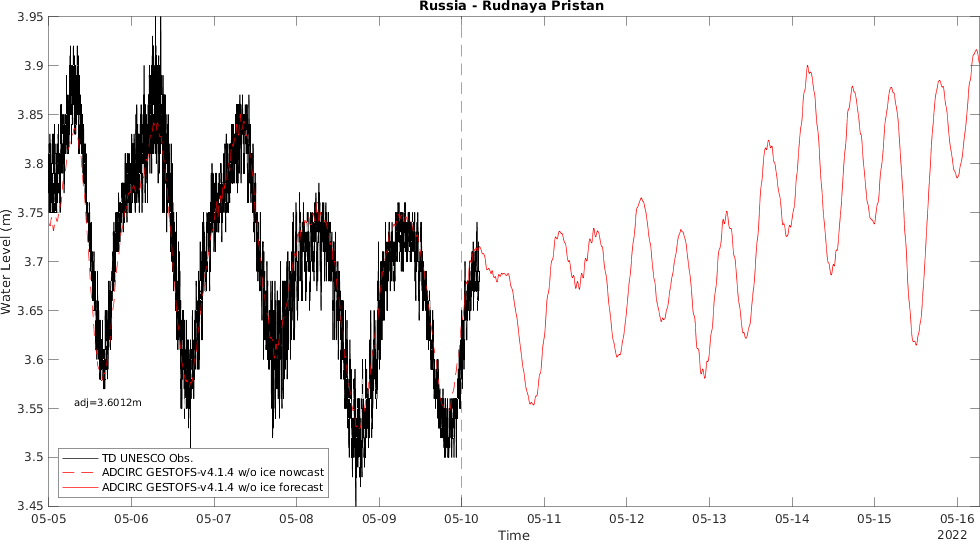 Russia - Rudnaya Pristan
3.95
3.9
3.85
3.8
3.75
3.7
3.65
3.6
3.55
3.5
3.45
Water Level (m)
adj=3.6012m
TD UNESCO Obs.
ADCIRC GESTOFS-v4.1.4 w/o ice nowcast
ADCIRC GESTOFS-v4.1.4 w/o ice forecast
05-05 05-06 05-07 05-08 05-09 05-10 05-11 05-12 05-13 05-14 05-15 05-16
Time
2022